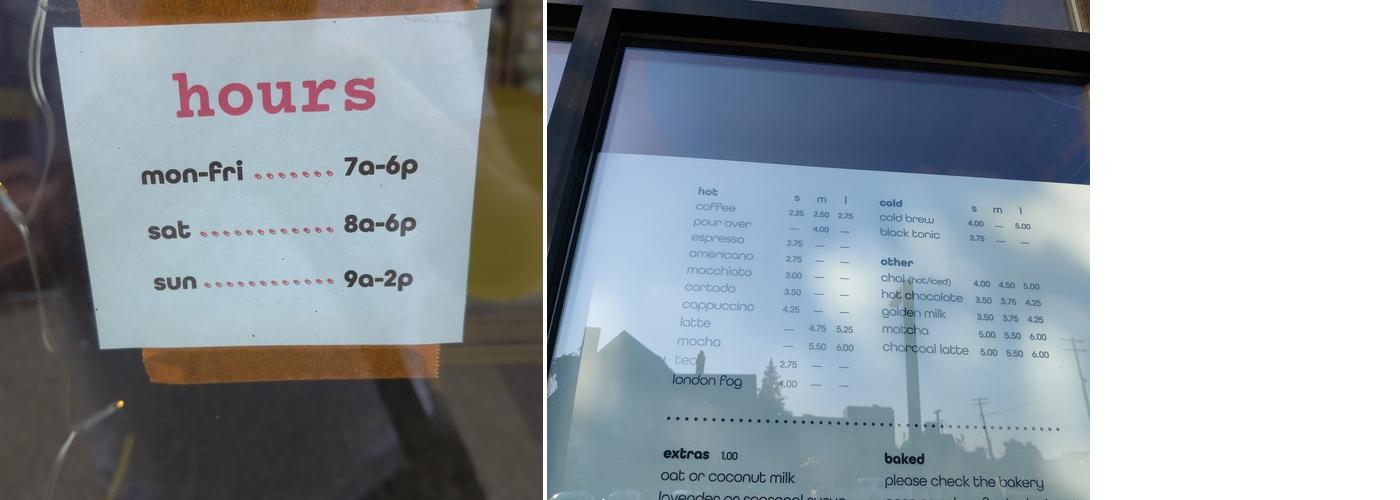 hours
mon-fri 7a-6p
sat 8a-6p
sun 9a-2p
hot s m l
coffee 2.25 2.50 2.75
pour over — 4.00 —
espresso 2.75 — —
americano 2.75 — —
macchiato 3.00 — —
cortado 3.50 — —
cappuccino 4.25 — —
latte — 4.75 5.25
mocha — 5.50 6.00
tea 2.75 — —
london fog 4.00 — —
cold s m l
cold brew 4.00 — 5.00
black tonic 3.75 — —
other
chai (hot/iced) 4.00 4.50 5.00
hot chocolate 3.50 3.75 4.25
golden milk 3.50 3.75 4.25
matcha 5.00 5.50 6.00
charcoal latte 5.00 5.50 6.00
extras 1.00
oat or coconut milk
lavender or seasonal syrup
baked
please check the bakery